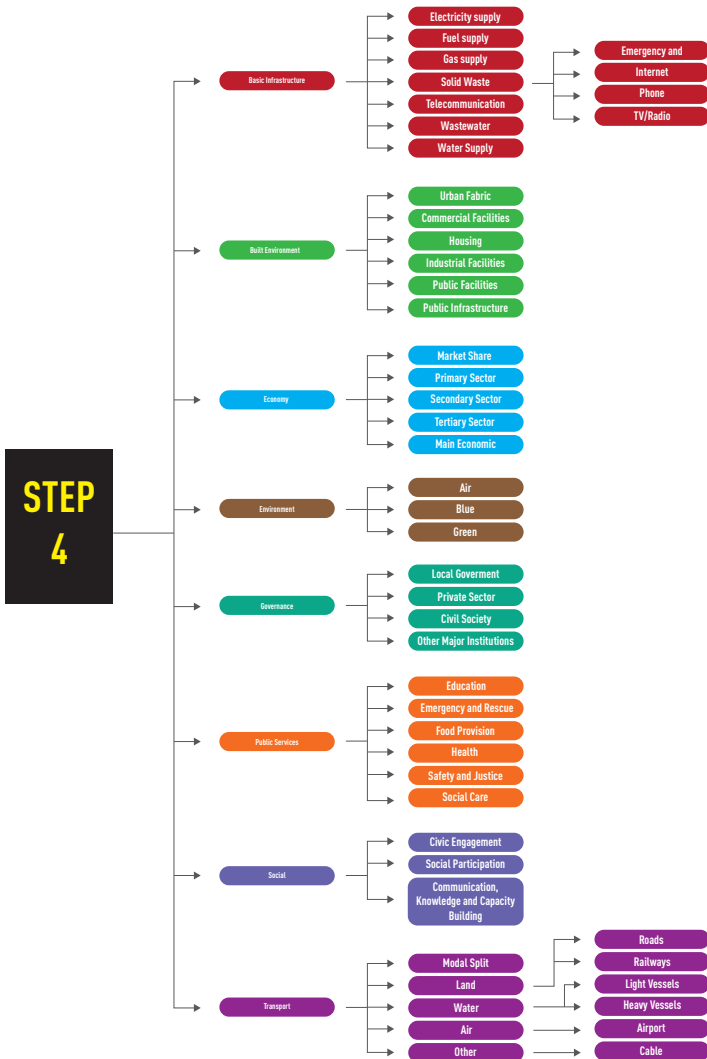 STEP
4
Basic Infrastructure
Electricity supply
Fuel supply
Gas supply
Solid Waste
Telecommunication
Wastewater
Water Supply
Emergency and
Internet
Phone
TV/Radio
Built Environment
Urban Fabric
Commercial Facilities
Housing
Industrial Facilities
Public Facilities
Public Infrastructure
Economy
Market Share
Primary Sector
Secondary Sector
Tertiary Sector
Main Economic
Environment
Air
Blue
Green
Governance
Local Goverment
Private Sector
Civil Society
Other Major Institutions
Public Services
Education
Emergency and Rescue
Food Provision
Health
Safety and Justice
Social Care
Social
Civic Engagement
Social Participation
Communication,
Knowledge and Capacity
Building
Transport
Modal Split
Land
Water
Air
Other
Roads
Railways
Light Vessels
Heavy Vessels
Airport
Cable